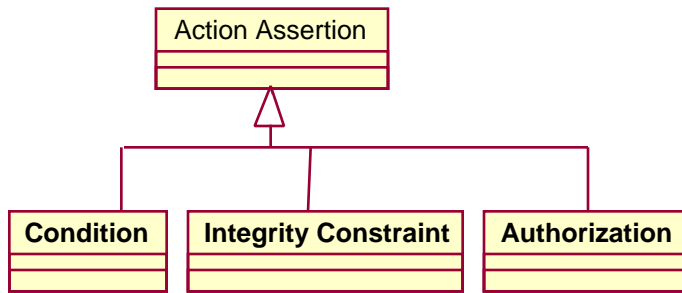 Action Assertion
Condition
Integrity Constraint
Authorization